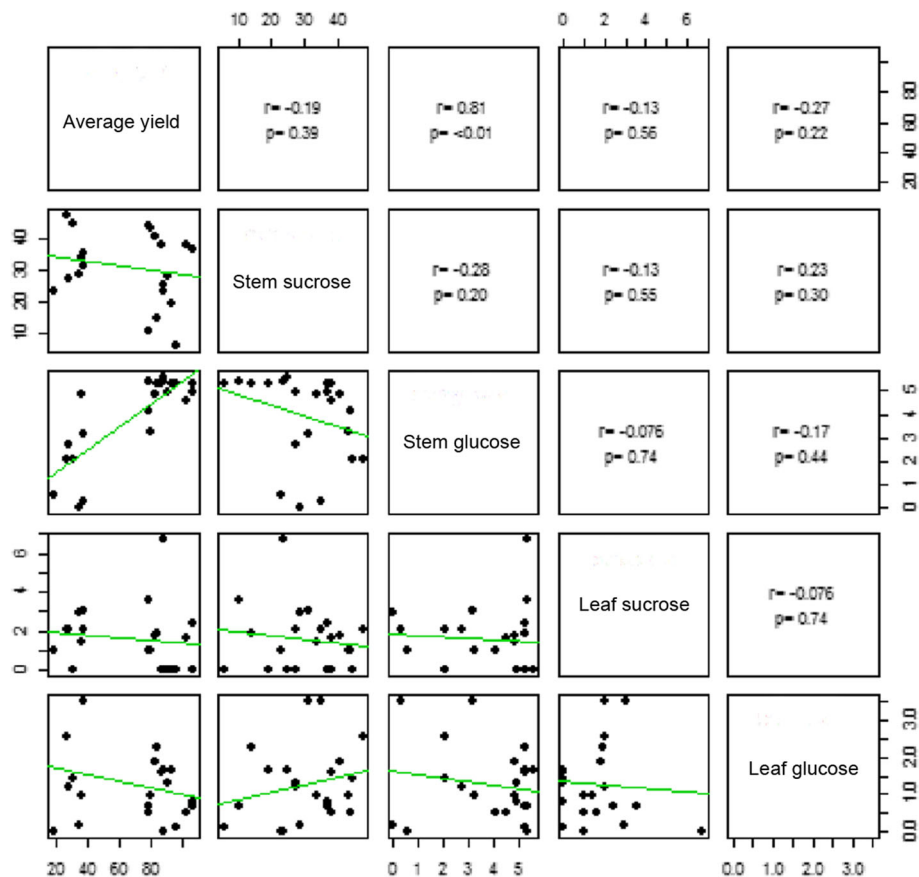 10 20 30 40
0 2 4 6
Average yield
r= -0.19
p= 0.39
r= 0.81
p= <0.01
r= -0.13
p= 0.56
r= -0.27
p= 0.22
20 40 60 80
10 20 30 40
Stem sucrose
r= -0.28
p= 0.20
r= -0.13
p= 0.55
r= 0.23
p= 0.30
Stem glucose
r= -0.076
p= 0.74
r= -0.17
p= 0.44
0 1 2 3 4 5
0 2 4 6
Leaf sucrose
r= -0.076
p= 0.74
Leaf glucose
0.0 1.0 2.0 3.0
20 40 60 80
0 1 2 3 4 5
0.0 1.0 2.0 3.0